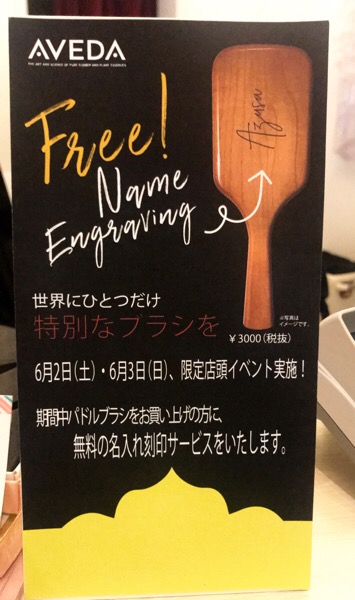 AVEDA
THE ART AND SCIENCE OF PURE FLOWER AND PLANT ESSENCES
Free!
Name
Engraving
Azusa
世界にひとつだけ
特別なブラシを
※写真は
イメージです。
￥3000（税抜）
6月2日（土）・6月3日（日）、限定店頭イベント実施！
期間中パドルブラシをお買い上げの方に、
無料の名入れ刻印サービスをいたします。